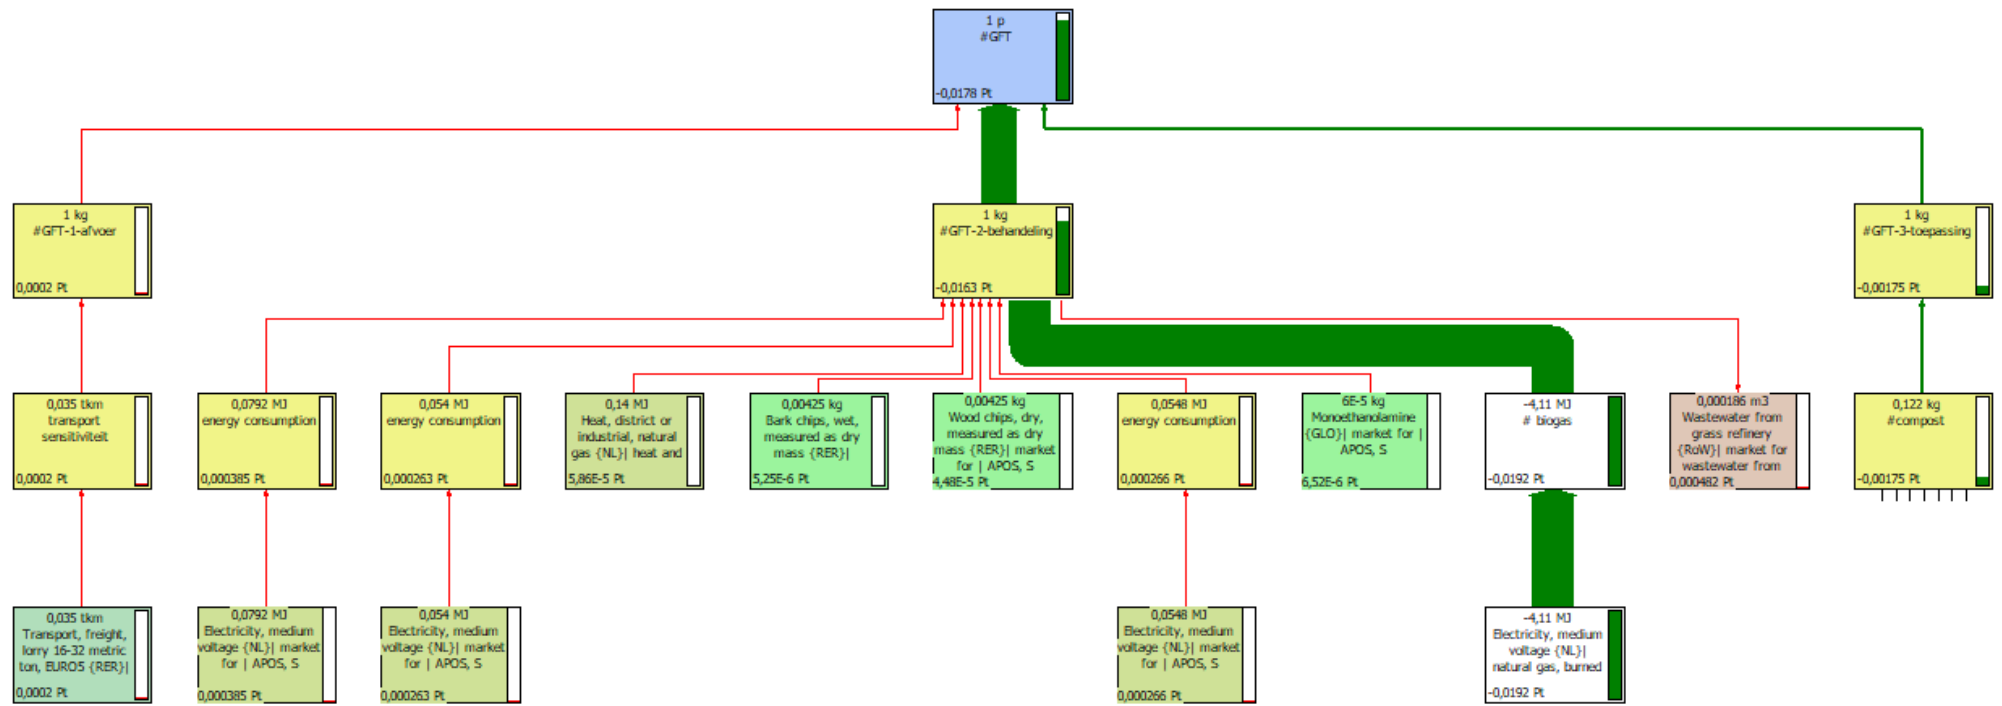 1 p
#GFT
-0,0178 Pt
1 kg
#GFT-1-afvoer
0,0002 Pt
1 kg
#GFT-2-behandeling
-0,0163 Pt
1 kg
#GFT-3-toepassing
-0,00175 Pt
0,035 tkm
transport
sensitiviteit
0,0002 Pt
0,0792 MJ
energy consumption
0,000385 Pt
0,054 MJ
energy consumption
0,000263 Pt
0,14 MJ
Heat, district or
industrial, natural
gas {NL}| heat and
5,86E-5 Pt
0,00425 kg
Bark chips, wet,
measured as dry
mass {RER}|
5,25E-6 Pt
0,00425 kg
Wood chips, dry,
measured as dry
mass {RER}| market
for | APOS, S
4,48E-5 Pt
0,0548 MJ
energy consumption
0,000266 Pt
6E-5 kg
Monoethanolamine
{GLO}| market for |
APOS, S
6,52E-6 Pt
-4,11 MJ
# biogas
-0,0192 Pt
0,000186 m3
Wastewater from
grass refinery
{RoW}| market for
wastewater from
0,000482 Pt
0,122 kg
#compost
-0,00175 Pt
0,035 tkm
Transport, freight,
lorry 16-32 metric
ton, EURO5 {RER}|
0,0002 Pt
0,0792 MJ
Electricity, medium
voltage {NL}| market
for | APOS, S
0,000385 Pt
0,054 MJ
Electricity, medium
voltage {NL}| market
for | APOS, S
0,000263 Pt
0,0548 MJ
Electricity, medium
voltage {NL}| market
for | APOS, S
0,000266 Pt
-4,11 MJ
Electricity, medium
voltage {NL}|
natural gas, burned
-0,0192 Pt